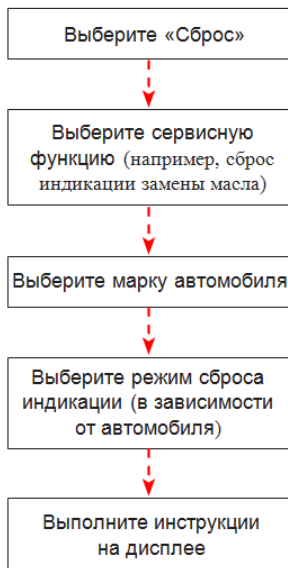 Выберите «Сброс»
Выберите сервисную
функцию (например, сброс
индикации замены масла)
Выберите марку автомобиля
Выберите режим сброса
индикации (в зависимости
от автомобиля)
Выполните инструкции
на дисплее